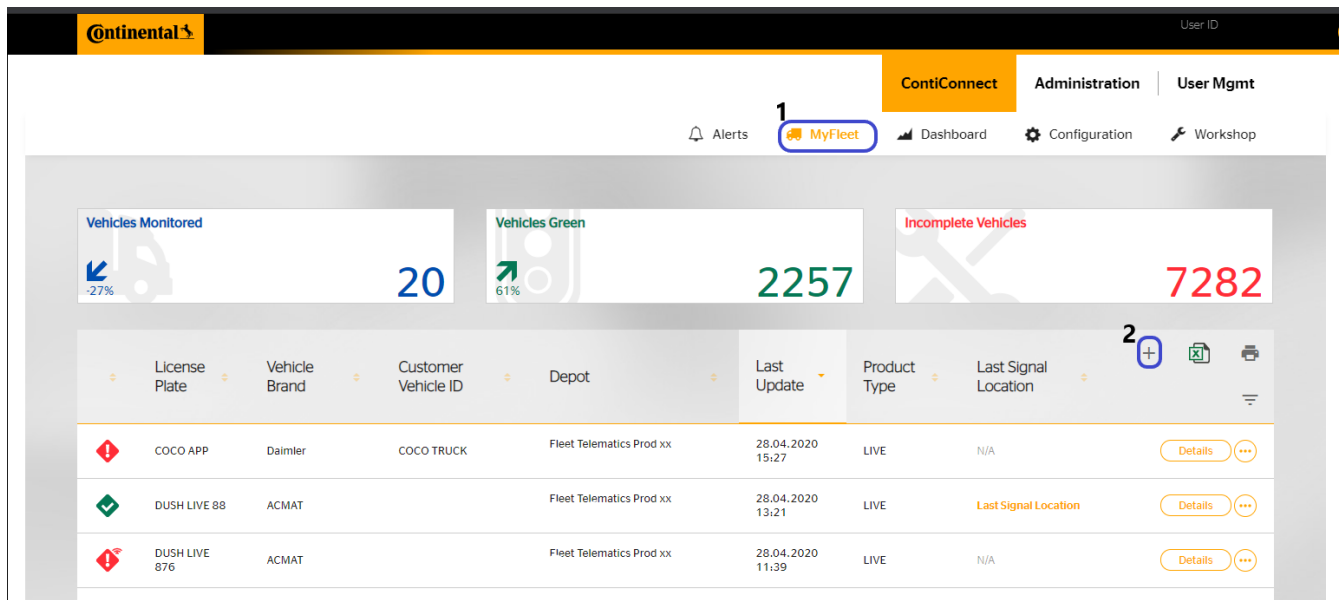 Continental
User ID
ContiConnect Administration User Mgmt
1
Alerts MyFleet Dashboard Configuration Workshop
Vehicles Monitored
-27%
20
Vehicles Green
61%
2257
Incomplete Vehicles
7282
2
License Plate
Vehicle Brand
Customer Vehicle ID
Depot
Last Update
Product Type
Last Signal Location
COCO APP Daimler COCO TRUCK Fleet Telematics Prod xx 28.04.2020 15:27 LIVE N/A Details
DUSH LIVE 88 ACMAT Fleet Telematics Prod xx 28.04.2020 13:21 LIVE Last Signal Location Details
DUSH LIVE 876 ACMAT Fleet Telematics Prod xx 28.04.2020 11:39 LIVE N/A Details